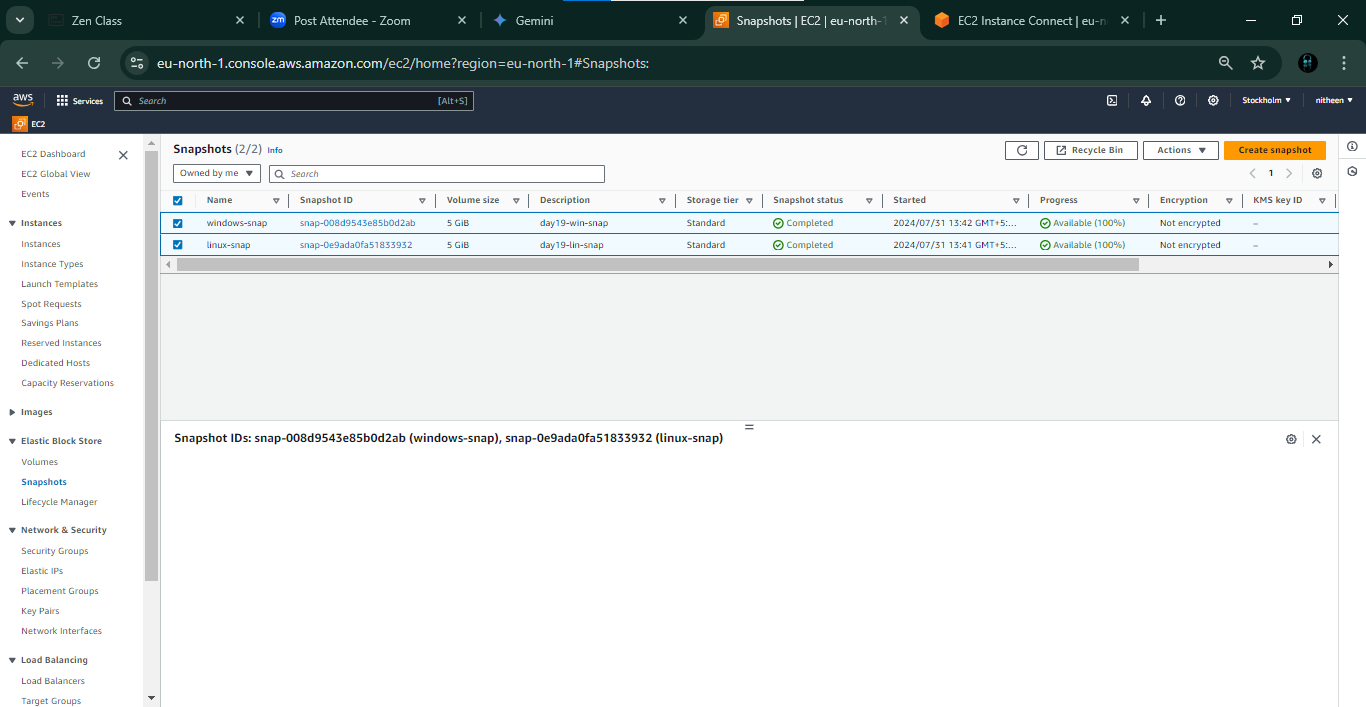 Zen Class
zm Post Attendee - Zoom
Gemini
Snapshots | EC2 | eu-north-1
EC2 Instance Connect | eu-n
eu-north-1.console.aws.amazon.com/ec2/home?region=eu-north-1#Snapshots:
aws Services Search [Alt+S] Stockholm nitheen
EC2
EC2 Dashboard
EC2 Global View
Events
Instances
Instances
Instance Types
Launch Templates
Spot Requests
Savings Plans
Reserved Instances
Dedicated Hosts
Capacity Reservations
Images
Elastic Block Store
Volumes
Snapshots
Lifecycle Manager
Network & Security
Security Groups
Elastic IPs
Placement Groups
Key Pairs
Network Interfaces
Load Balancing
Load Balancers
Target Groups
Snapshots (2/2) Info
Recycle Bin Actions Create snapshot
Owned by me Search 1
Name Snapshot ID Volume size Description Storage tier Snapshot status Started Progress Encryption KMS key ID
windows-snap snap-008d9543e85b0d2ab 5 GiB day19-win-snap Standard Completed 2024/07/31 13:42 GMT+5:... Available (100%) Not encrypted –
linux-snap snap-0e9ada0fa51833932 5 GiB day19-lin-snap Standard Completed 2024/07/31 13:41 GMT+5:... Available (100%) Not encrypted –
Snapshot IDs: snap-008d9543e85b0d2ab (windows-snap), snap-0e9ada0fa51833932 (linux-snap)